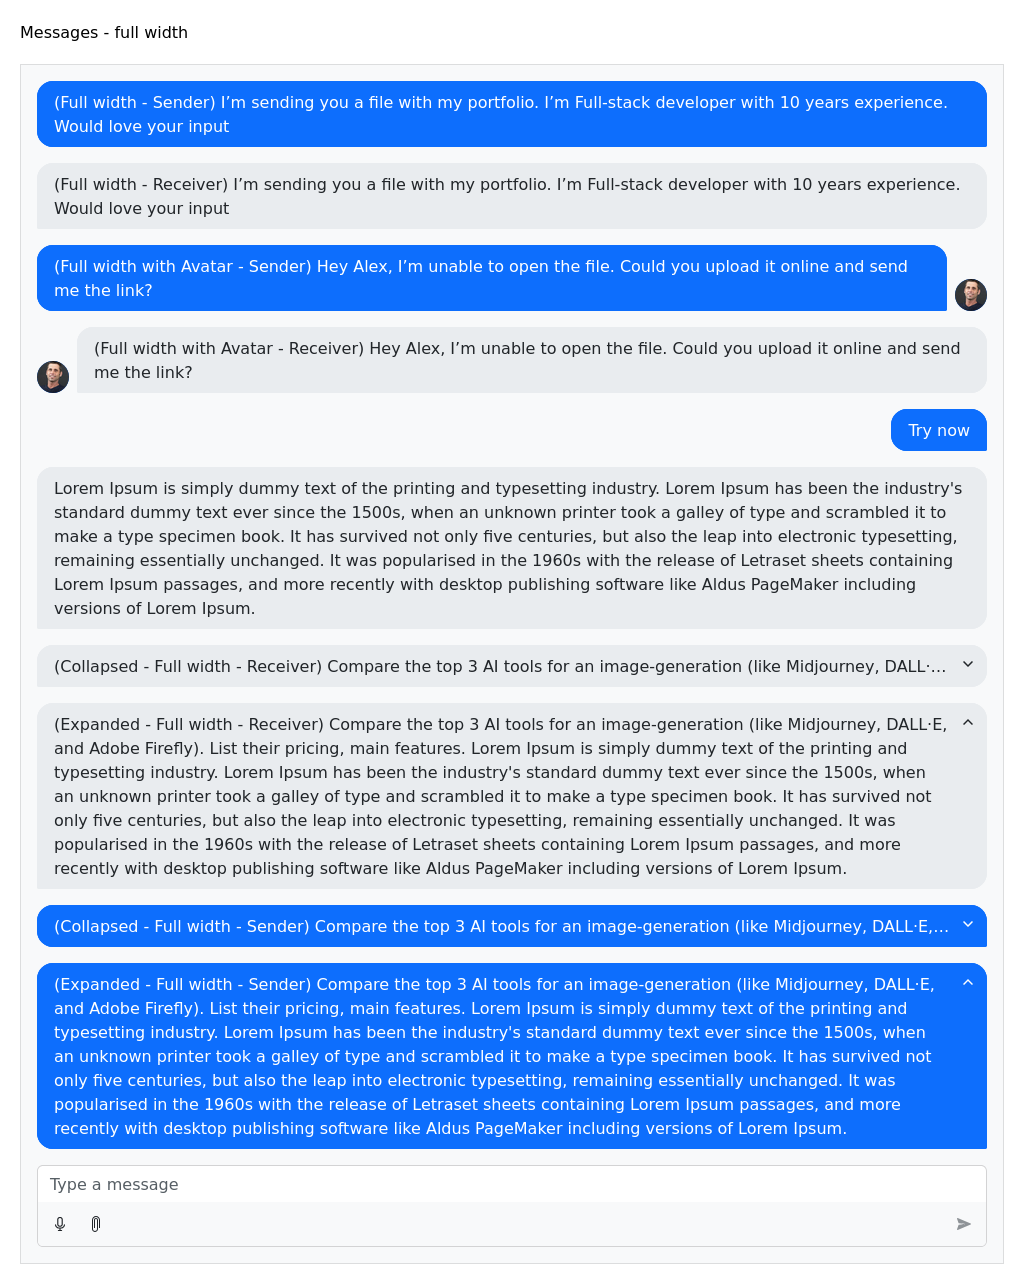 Messages - full width
(Full width - Sender) I’m sending you a file with my portfolio. I’m Full-stack developer with 10 years experience.
Would love your input
(Full width - Receiver) I’m sending you a file with my portfolio. I’m Full-stack developer with 10 years experience.
Would love your input
(Full width with Avatar - Sender) Hey Alex, I’m unable to open the file. Could you upload it online and send
me the link?
(Full width with Avatar - Receiver) Hey Alex, I’m unable to open the file. Could you upload it online and send
me the link?
Try now
Lorem Ipsum is simply dummy text of the printing and typesetting industry. Lorem Ipsum has been the industry's
standard dummy text ever since the 1500s, when an unknown printer took a galley of type and scrambled it to
make a type specimen book. It has survived not only five centuries, but also the leap into electronic typesetting,
remaining essentially unchanged. It was popularised in the 1960s with the release of Letraset sheets containing
Lorem Ipsum passages, and more recently with desktop publishing software like Aldus PageMaker including
versions of Lorem Ipsum.
(Collapsed - Full width - Receiver) Compare the top 3 AI tools for an image-generation (like Midjourney, DALL·…
(Expanded - Full width - Receiver) Compare the top 3 AI tools for an image-generation (like Midjourney, DALL·E,
and Adobe Firefly). List their pricing, main features. Lorem Ipsum is simply dummy text of the printing and
typesetting industry. Lorem Ipsum has been the industry's standard dummy text ever since the 1500s, when
an unknown printer took a galley of type and scrambled it to make a type specimen book. It has survived not
only five centuries, but also the leap into electronic typesetting, remaining essentially unchanged. It was
popularised in the 1960s with the release of Letraset sheets containing Lorem Ipsum passages, and more
recently with desktop publishing software like Aldus PageMaker including versions of Lorem Ipsum.
(Collapsed - Full width - Sender) Compare the top 3 AI tools for an image-generation (like Midjourney, DALL·E,…
(Expanded - Full width - Sender) Compare the top 3 AI tools for an image-generation (like Midjourney, DALL·E,
and Adobe Firefly). List their pricing, main features. Lorem Ipsum is simply dummy text of the printing and
typesetting industry. Lorem Ipsum has been the industry's standard dummy text ever since the 1500s, when
an unknown printer took a galley of type and scrambled it to make a type specimen book. It has survived not
only five centuries, but also the leap into electronic typesetting, remaining essentially unchanged. It was
popularised in the 1960s with the release of Letraset sheets containing Lorem Ipsum passages, and more
recently with desktop publishing software like Aldus PageMaker including versions of Lorem Ipsum.
Type a message